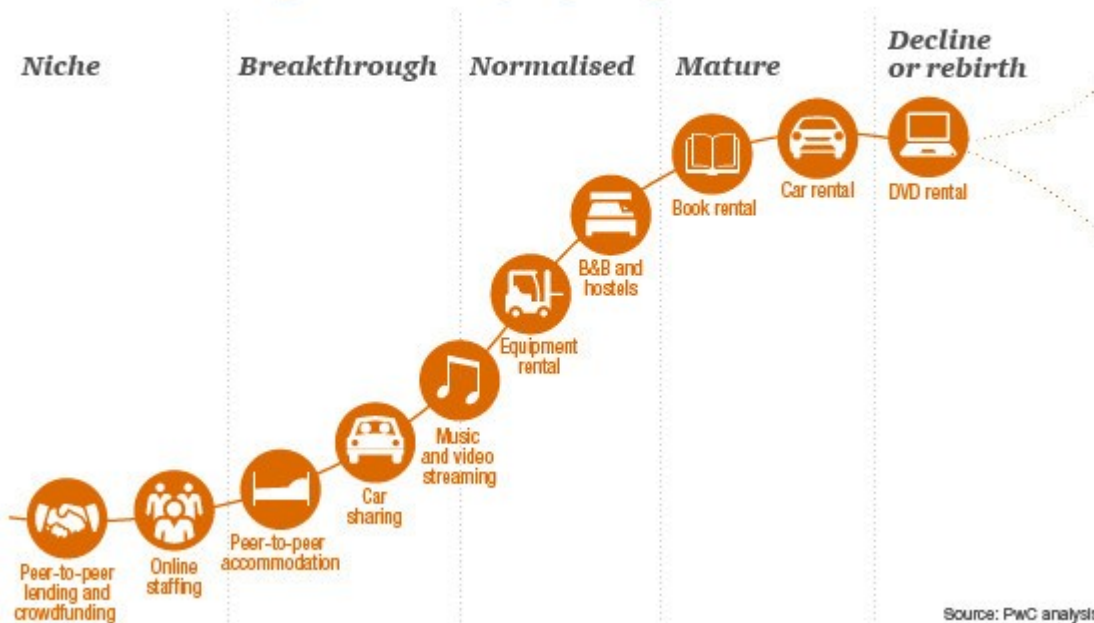 Niche
Breakthrough
Normalised
Mature
Decline
or rebirth
Peer-to-peer
lending and
crowdfunding
Online
staffing
Peer-to-peer
accommodation
Car
sharing
Music
and video
streaming
Equipment
rental
B&B and
hostels
Book rental
Car rental
DVD rental
Source: PwC analysis